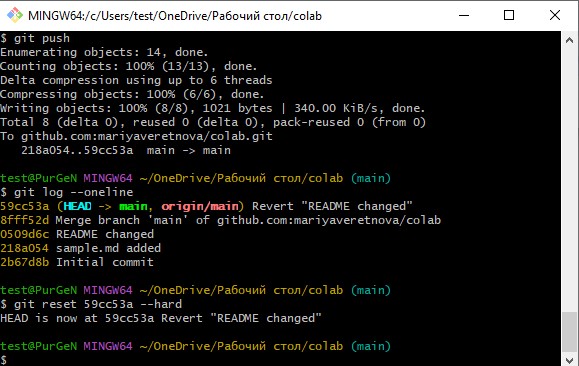 MINGW64:/c/Users/test/OneDrive/Рабочий стол/colab
$ git push
Enumerating objects: 14, done.
Counting objects: 100% (13/13), done.
Delta compression using up to 6 threads
Compressing objects: 100% (6/6), done.
Writing objects: 100% (8/8), 1021 bytes | 340.00 KiB/s, done.
Total 8 (delta 0), reused 0 (delta 0), pack-reused 0 (from 0)
To github.com:mariyaveretnova/colab.git
   218a054..59cc53a  main -> main

test@PurGeN MINGW64 ~/OneDrive/Рабочий стол/colab (main)
$ git log --oneline
59cc53a (HEAD -> main, origin/main) Revert "README changed"
8fff52d Merge branch 'main' of github.com:mariyaveretnova/colab
0509d6c README changed
218a054 sample.md added
2b67d8b Initial commit

test@PurGeN MINGW64 ~/OneDrive/Рабочий стол/colab (main)
$ git reset 59cc53a --hard
HEAD is now at 59cc53a Revert "README changed"

test@PurGeN MINGW64 ~/OneDrive/Рабочий стол/colab (main)
$